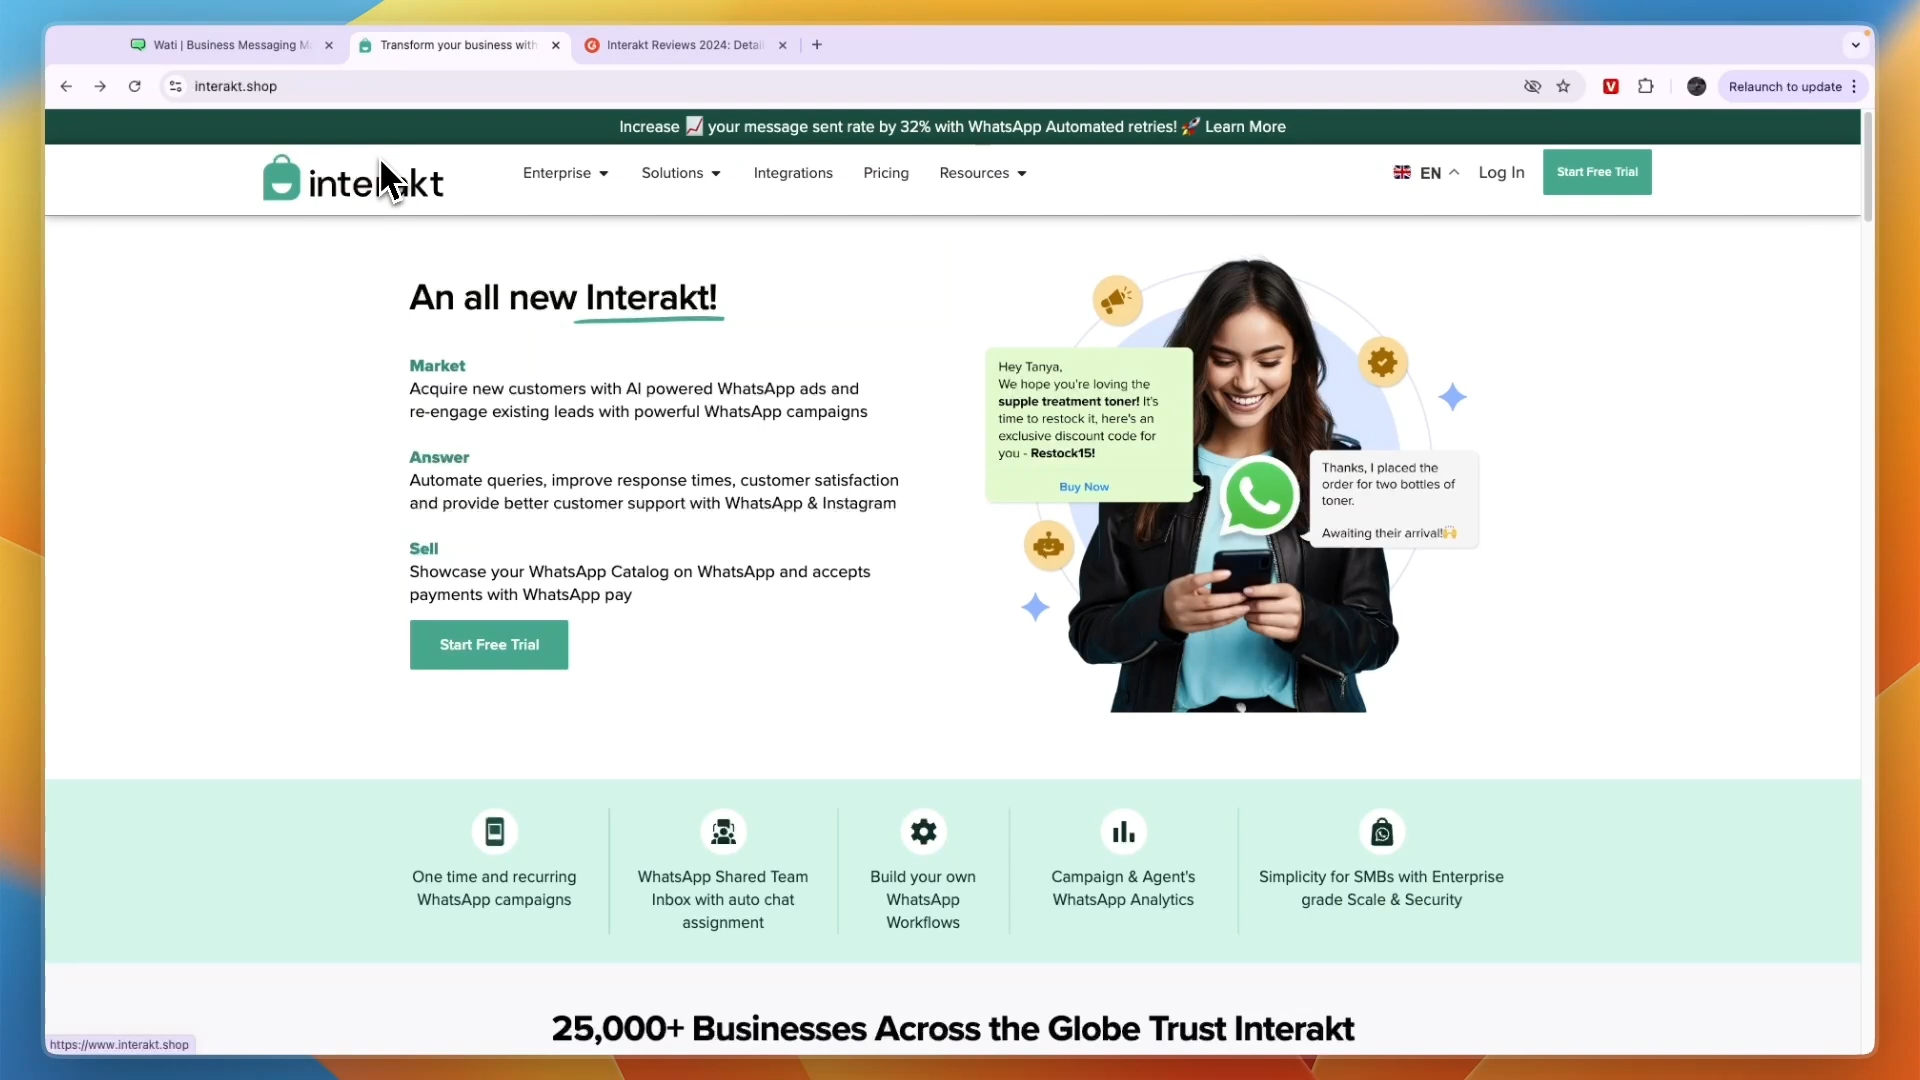 Wati | Business Messaging M
Transform your business with
Interakt Reviews 2024: Detail
interakt.shop
Relaunch to update
Increase 📈 your message sent rate by 32% with WhatsApp Automated retries! 🚀 Learn More
interakt
Enterprise
Solutions
Integrations
Pricing
Resources
EN
Log In
Start Free Trial
An all new Interakt!
Market
Acquire new customers with AI powered WhatsApp ads and
re-engage existing leads with powerful WhatsApp campaigns
Answer
Automate queries, improve response times, customer satisfaction
and provide better customer support with WhatsApp & Instagram
Sell
Showcase your WhatsApp Catalog on WhatsApp and accepts
payments with WhatsApp pay
Start Free Trial
Hey Tanya,
We hope you're loving the
supple treatment toner! It's
time to restock it, here's an
exclusive discount code for
you - Restock15!
Buy Now
Thanks, I placed the
order for two bottles of
toner.
Awaiting their arrival!🙌
One time and recurring
WhatsApp campaigns
WhatsApp Shared Team
Inbox with auto chat
assignment
Build your own
WhatsApp
Workflows
Campaign & Agent's
WhatsApp Analytics
Simplicity for SMBs with Enterprise
grade Scale & Security
25,000+ Businesses Across the Globe Trust Interakt
https://www.interakt.shop